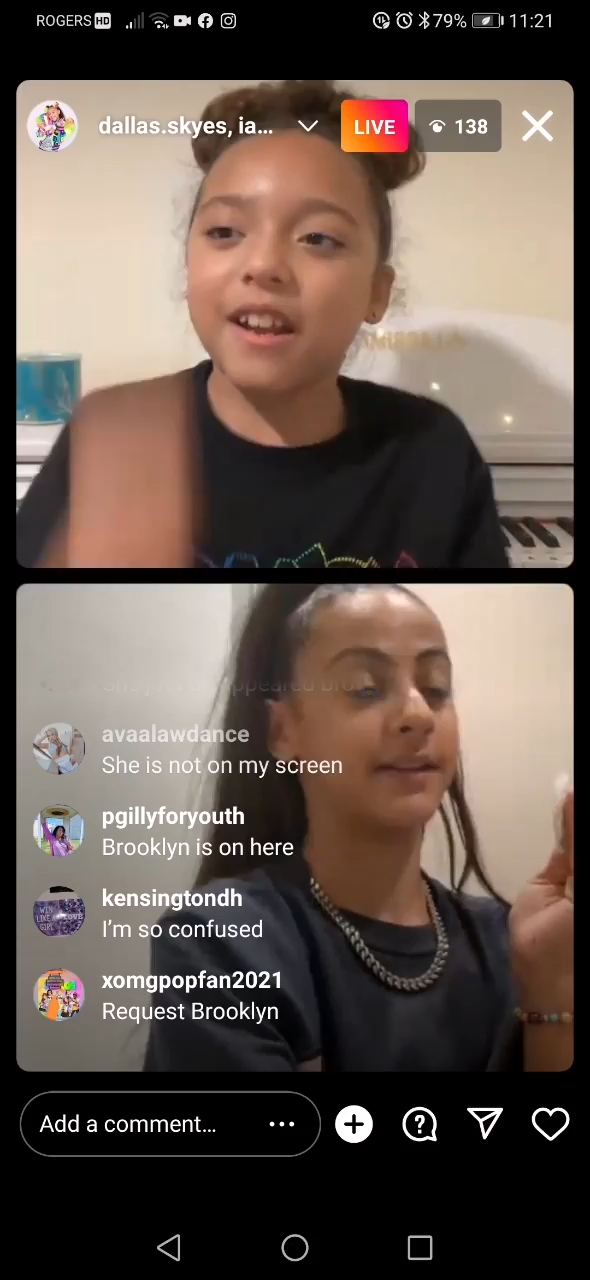 ROGERS HD 79% 11:21
dallas.skyes, ia... LIVE 138
avaalawdance
She is not on my screen
pgillyforyouth
Brooklyn is on here
kensingtondh
I'm so confused
xomgpopfan2021
Request Brooklyn
Add a comment...